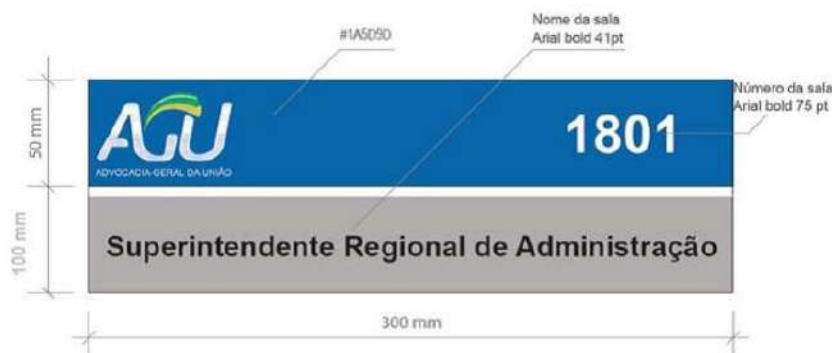 Nome da sala
Arial bold 41pt
#1A5D9D
Número da sala
Arial bold 75 pt
50 mm
AGU
ADVOCACIA-GERAL DA UNIÃO
1801
100 mm
Superintendente Regional de Administração
300 mm